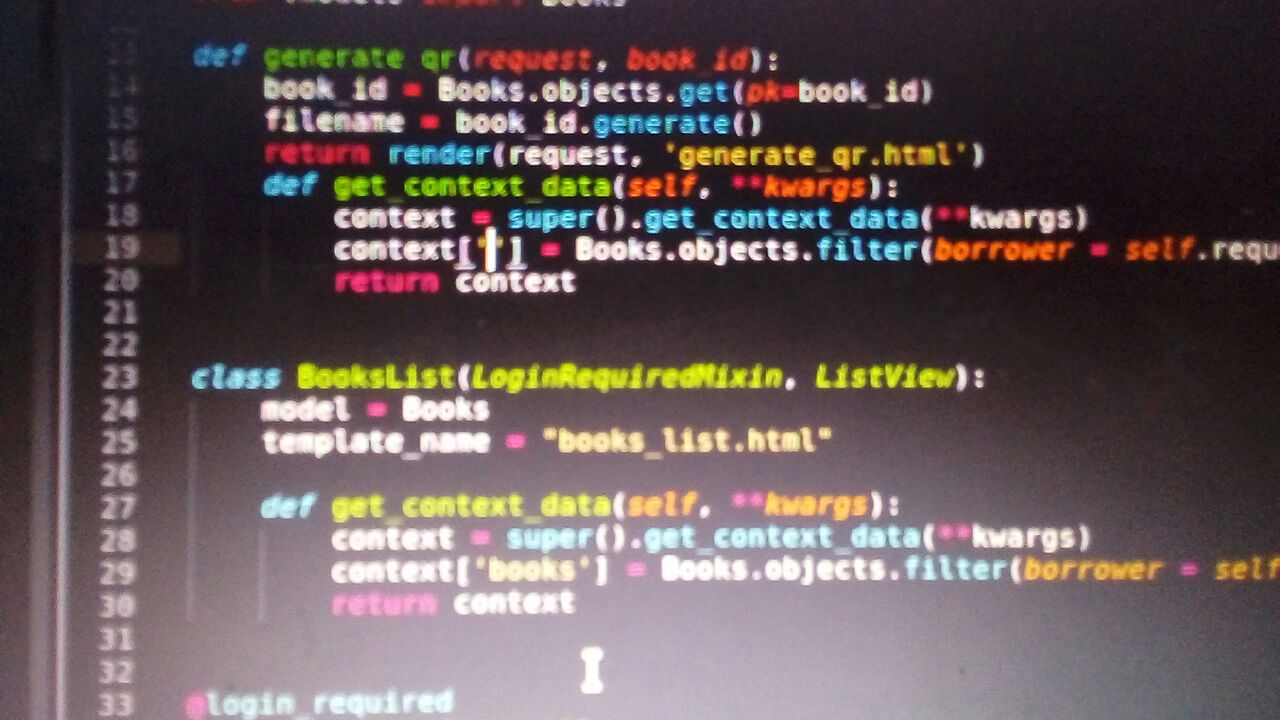 import Books
13 def generate_qr(request, book_id):
14 book_id = Books.objects.get(pk=book_id)
15 filename = book_id.generate()
16 return render(request, 'generate_qr.html')
17 def get_context_data(self, **kwargs):
18 context = super().get_context_data(**kwargs)
19 context[''] = Books.objects.filter(borrower = self.requ
20 return context
21
22
23 class BooksList(LoginRequiredMixin, ListView):
24 model = Books
25 template_name = "books_list.html"
26
27 def get_context_data(self, **kwargs):
28 context = super().get_context_data(**kwargs)
29 context['books'] = Books.objects.filter(borrower = self
30 return context
31
32
33 @login_required